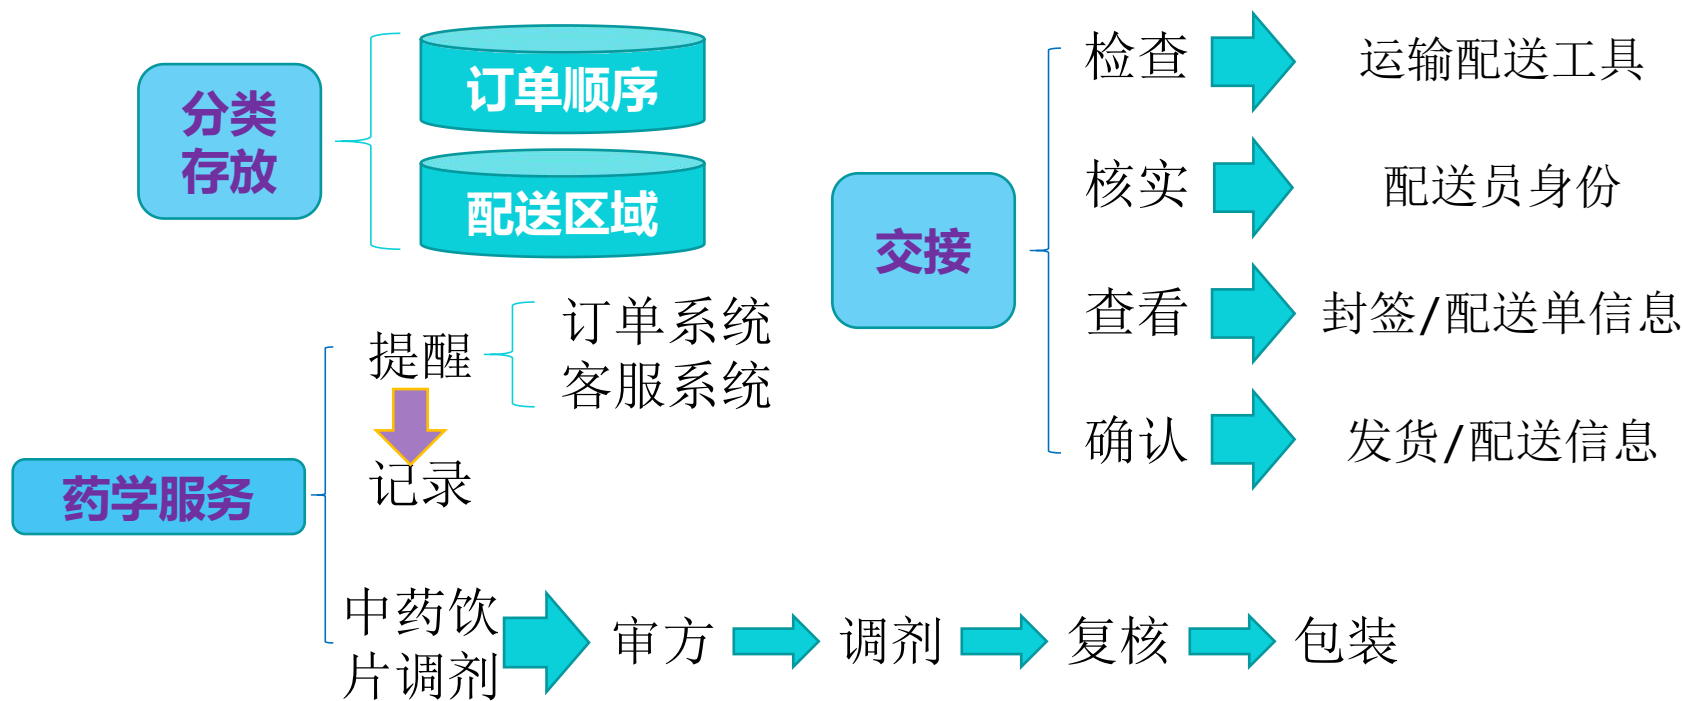 分类
存放
订单顺序
配送区域
药学服务
提醒
订单系统
客服系统
记录
中药饮
片调剂
审方
调剂
复核
包装
交接
检查
运输配送工具
核实
配送员身份
查看
封签/配送单信息
确认
发货/配送信息